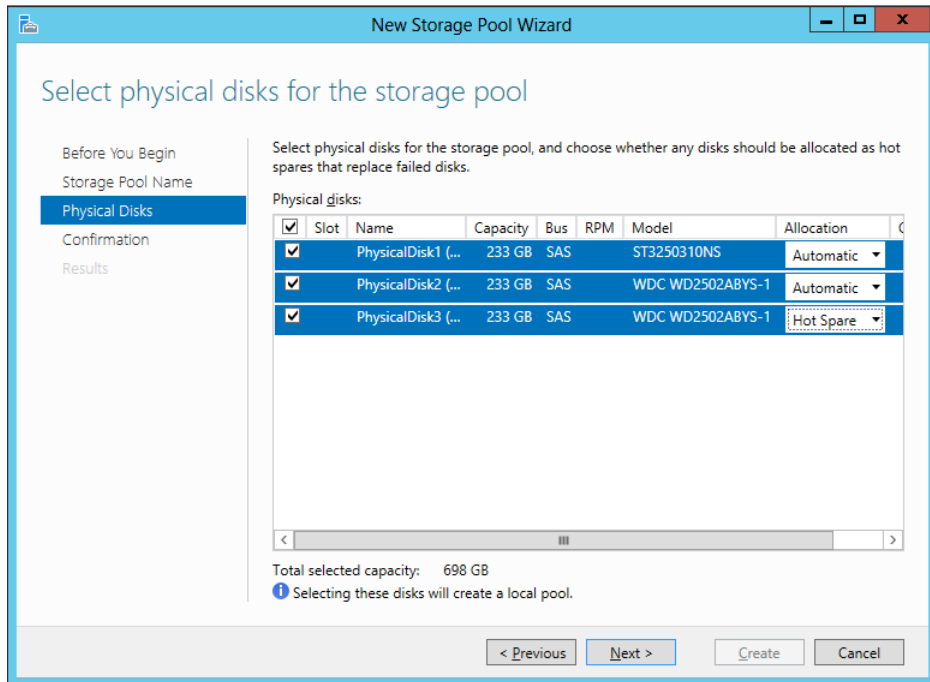 New Storage Pool Wizard
Select physical disks for the storage pool
Before You Begin
Storage Pool Name
Physical Disks
Confirmation
Results
Select physical disks for the storage pool, and choose whether any disks should be allocated as hot
spares that replace failed disks.
Physical disks:
Slot Name Capacity Bus RPM Model Allocation
PhysicalDisk1 (... 233 GB SAS ST3250310NS Automatic
PhysicalDisk2 (... 233 GB SAS WDC WD2502ABYS-1 Automatic
PhysicalDisk3 (... 233 GB SAS WDC WD2502ABYS-1 Hot Spare
Total selected capacity: 698 GB
Selecting these disks will create a local pool.
< Previous Next > Create Cancel